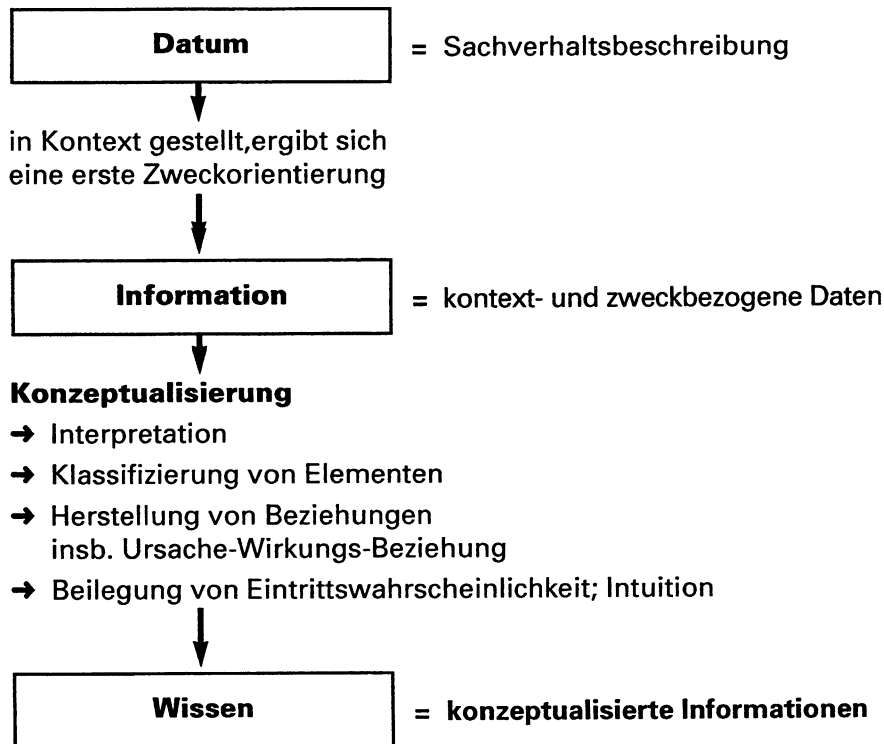 Datum = Sachverhaltsbeschreibung
in Kontext gestellt,ergibt sich
eine erste Zweckorientierung
Information = kontext- und zweckbezogene Daten
Konzeptualisierung
➔ Interpretation
➔ Klassifizierung von Elementen
➔ Herstellung von Beziehungen
insb. Ursache-Wirkungs-Beziehung
➔ Beilegung von Eintrittswahrscheinlichkeit; Intuition
Wissen = konzeptualisierte Informationen